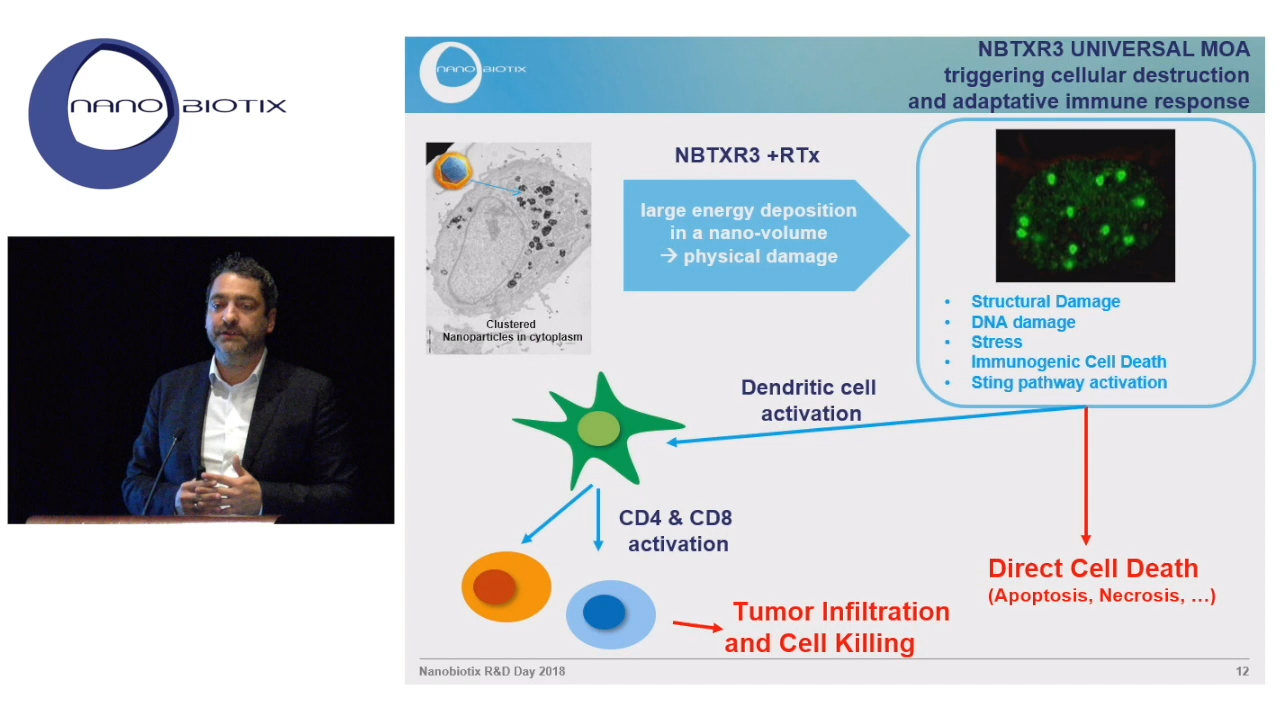 NANOBIOTIX
NANOBIOTIX
NBTXR3 UNIVERSAL MOA
triggering cellular destruction
and adaptative immune response
NBTXR3 +RTx
large energy deposition
in a nano-volume
→ physical damage
Clustered
Nanoparticles in cytoplasm
• Structural Damage
• DNA damage
• Stress
• Immunogenic Cell Death
• Sting pathway activation
Dendritic cell
activation
CD4 & CD8
activation
Direct Cell Death
(Apoptosis, Necrosis, …)
Tumor Infiltration
and Cell Killing
Nanobiotix R&D Day 2018
12